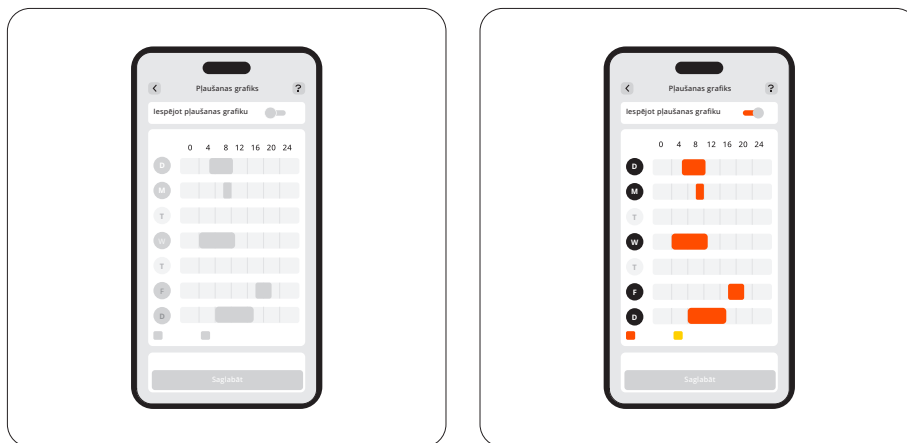 Pļaušanas grafiks ?
Iespējot pļaušanas grafiku
0 4 8 12 16 20 24
D
M
T
W
T
F
D
Saglabāt
Pļaušanas grafiks ?
Iespējot pļaušanas grafiku
0 4 8 12 16 20 24
D
M
T
W
T
F
D
Saglabāt